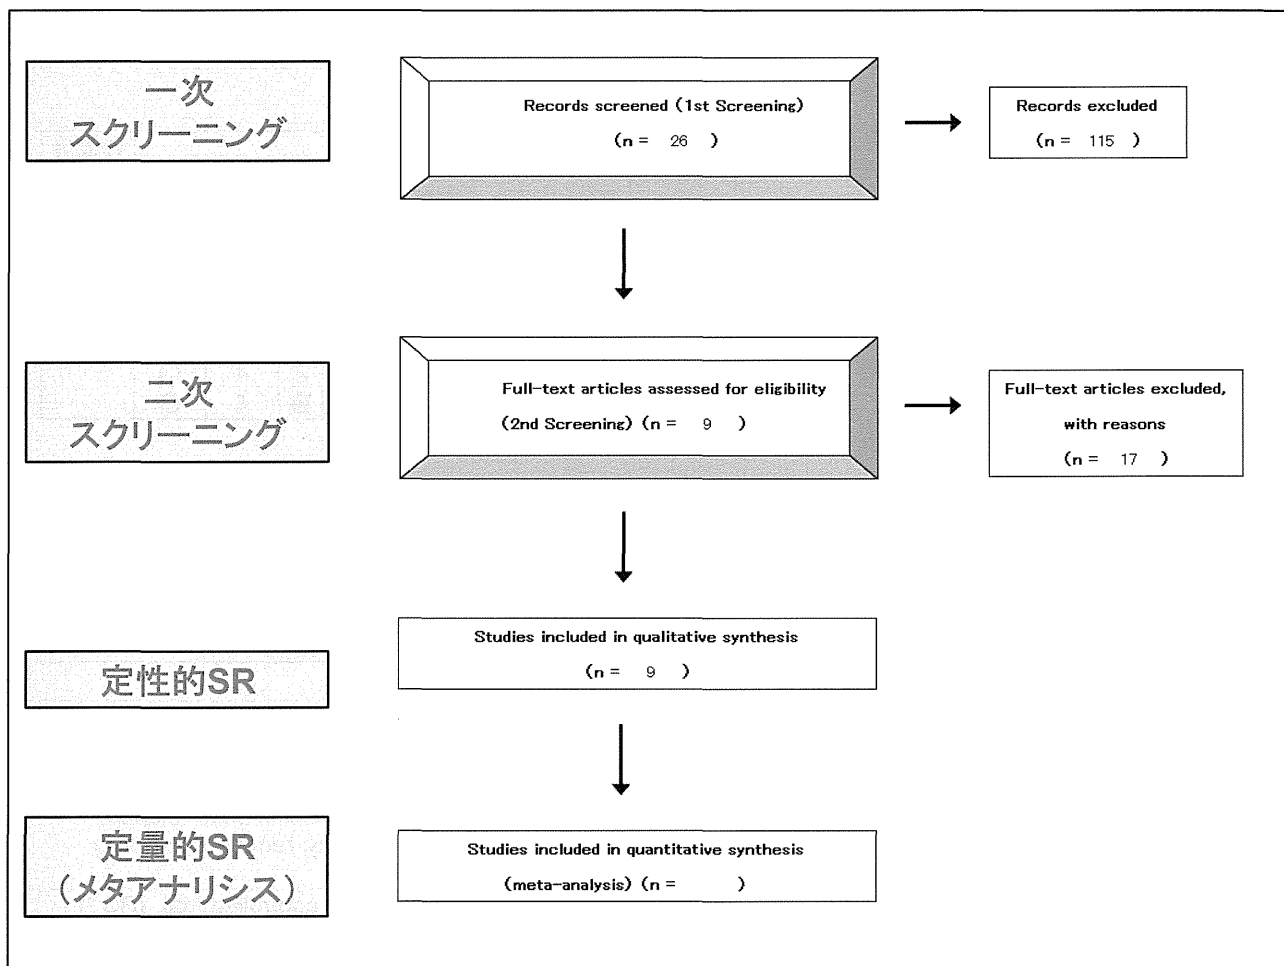 一次
スクリーニング
Records screened (1st Screening)
(n = 26 )
Records excluded
(n = 115 )
二次
スクリーニング
Full-text articles assessed for eligibility
(2nd Screening) (n = 9 )
Full-text articles excluded,
with reasons
(n = 17 )
定性的SR
Studies included in qualitative synthesis
(n = 9 )
定量的SR
(メタアナリシス)
Studies included in quantitative synthesis
(meta-analysis) (n = )